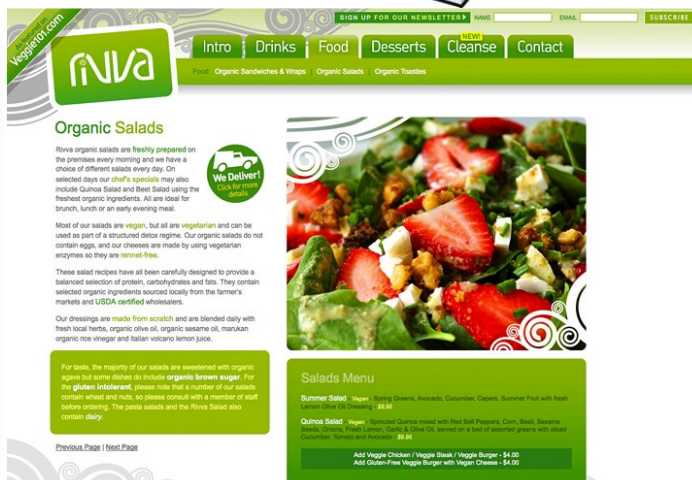 SIGN UP FOR OUR NEWSLETTER
NAME
EMAIL
SUBSCRIBE
Veggie101.com
rivva
Intro
Drinks
Food
Desserts
NEW!
Cleanse
Contact
Food: Organic Sandwiches & Wraps | Organic Salads | Organic Toasties
Organic Salads
Rivva organic salads are freshly prepared on
the premises every morning and we have a
choice of different salads every day. On
selected days our chef's specials may also
include Quinoa Salad and Beet Salad using the
freshest organic ingredients. All are ideal for
brunch, lunch or an early evening meal.
We Deliver!
Click for more
details
Most of our salads are vegan, but all are vegetarian and can be
used as part of a structured detox regime. Our organic salads do not
contain eggs, and our cheeses are made by using vegetarian
enzymes so they are rennet-free.
These salad recipes have all been carefully designed to provide a
balanced selection of protein, carbohydrates and fats. They contain
selected organic ingredients sourced locally from the farmer's
markets and USDA certified wholesalers.
Our dressings are made from scratch and are blended daily with
fresh local herbs, organic olive oil, organic sesame oil, marukan
organic rice vinegar and italian volcano lemon juice.
For taste, the majority of our salads are sweetened with organic
agave but some dishes do include organic brown sugar. For
the gluten intolerant, please note that a number of our salads
contain wheat and nuts, so please consult with a member of staff
before ordering. The pasta salads and the Rivva Salad also
contain dairy.
Previous Page | Next Page
Salads Menu
Summer Salad Vegan - Spring Greens, Avocado, Cucumber, Capers, Summer Fruit with fresh
Lemon Olive Oil Dressing - $8.95
Quinoa Salad Vegan - Sprouted Quinoa mixed with Red Bell Peppers, Corn, Basil, Sesame
Seeds, Onions, Fresh Lemon, Garlic & Olive Oil, served on a bed of assorted greens with sliced
Cucumber, Tomato and Avocado - $9.95
Add Veggie Chicken / Veggie Steak / Veggie Burger - $4.00
Add Gluten-Free Veggie Burger with Vegan Cheese - $4.00